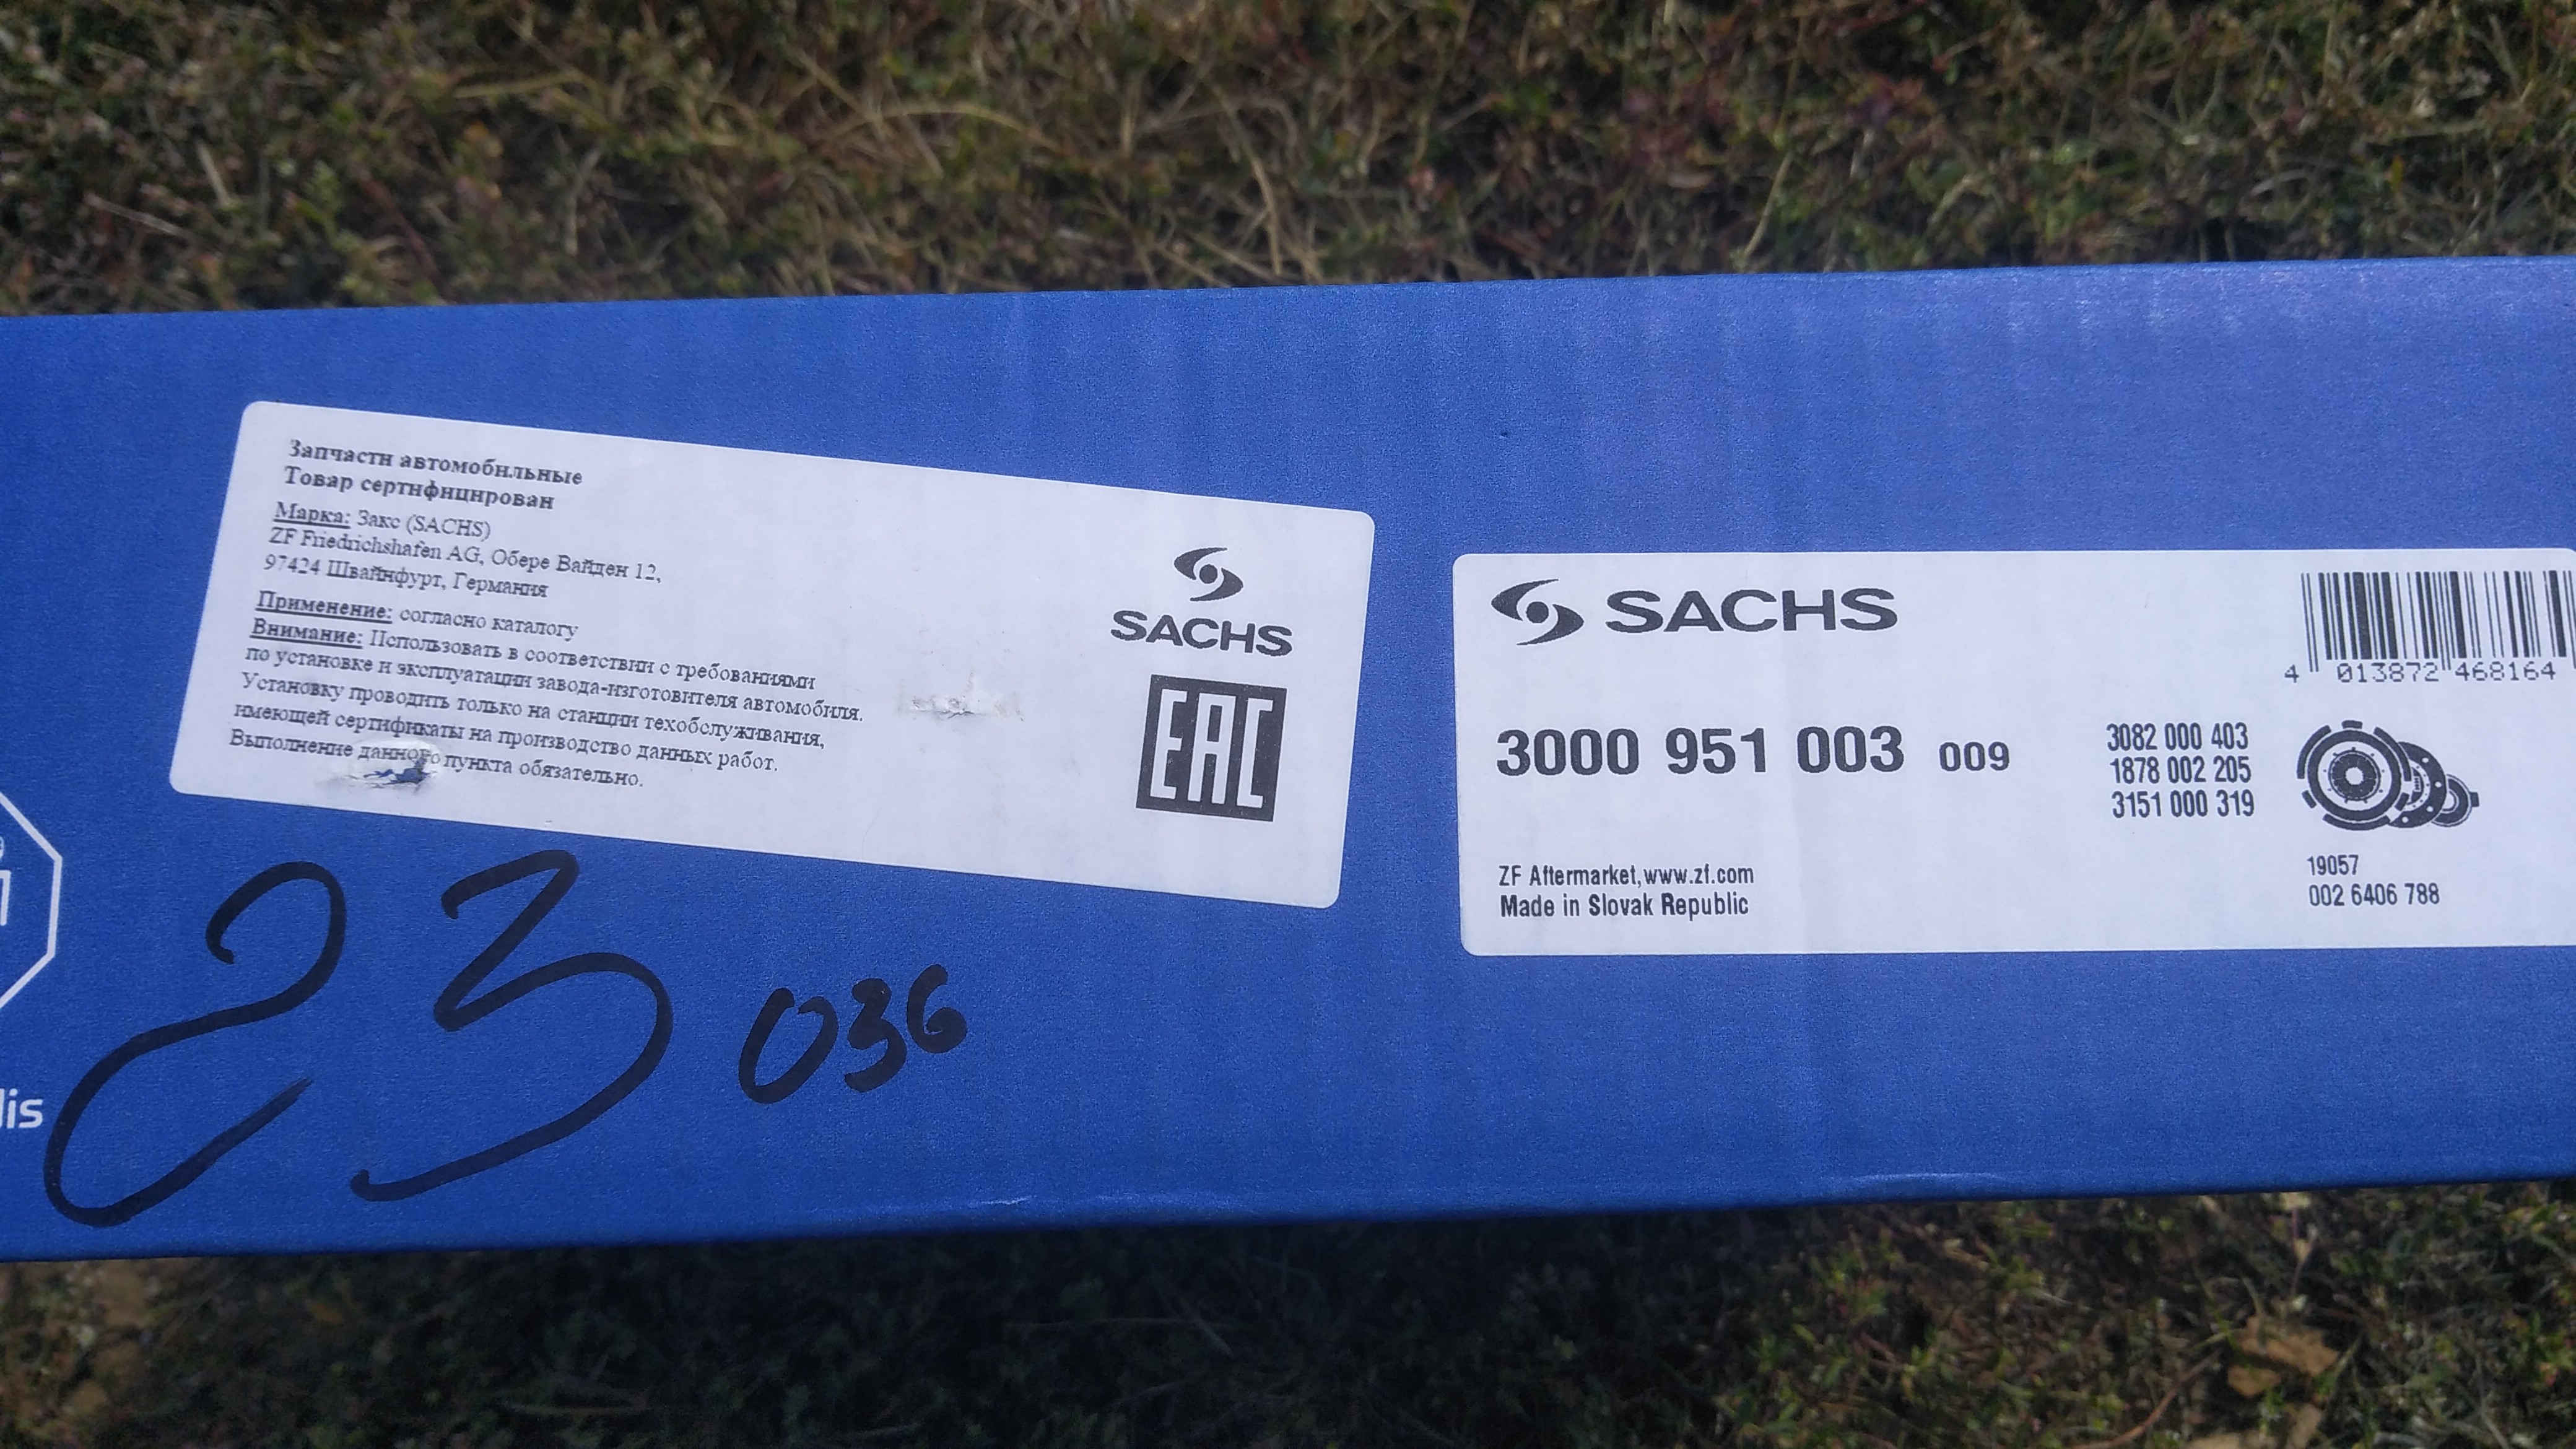 Запчасти автомобильные
Товар сертифицирован
Марка: Закс (SACHS)
ZF Friedrichshafen AG, Обере Вайден 12,
97424 Швайнфурт, Германия
Применение: согласно каталогу
Внимание: Использовать в соответствии с требованиями
по установке и эксплуатации завода-изготовителя автомобиля.
Установку проводить только на станции техобслуживания,
имеющей сертификаты на производство данных работ.
Выполнение данного пункта обязательно.
SACHS
EAC
SACHS
4 013872 468164
3000 951 003 009
3082 000 403
1878 002 205
3151 000 319
19057
002 6406 788
ZF Aftermarket,www.zf.com
Made in Slovak Republic
23 036